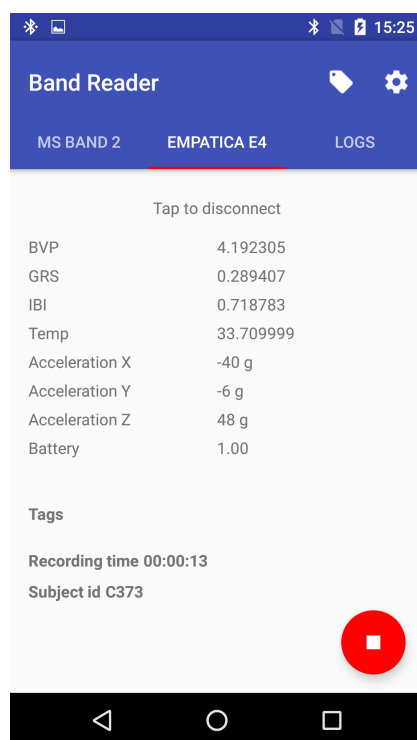 15:25
Band Reader
MS BAND 2 EMPATICA E4 LOGS
Tap to disconnect
BVP 4.192305
GRS 0.289407
IBI 0.718783
Temp 33.709999
Acceleration X -40 g
Acceleration Y -6 g
Acceleration Z 48 g
Battery 1.00
Tags
Recording time 00:00:13
Subject id C373